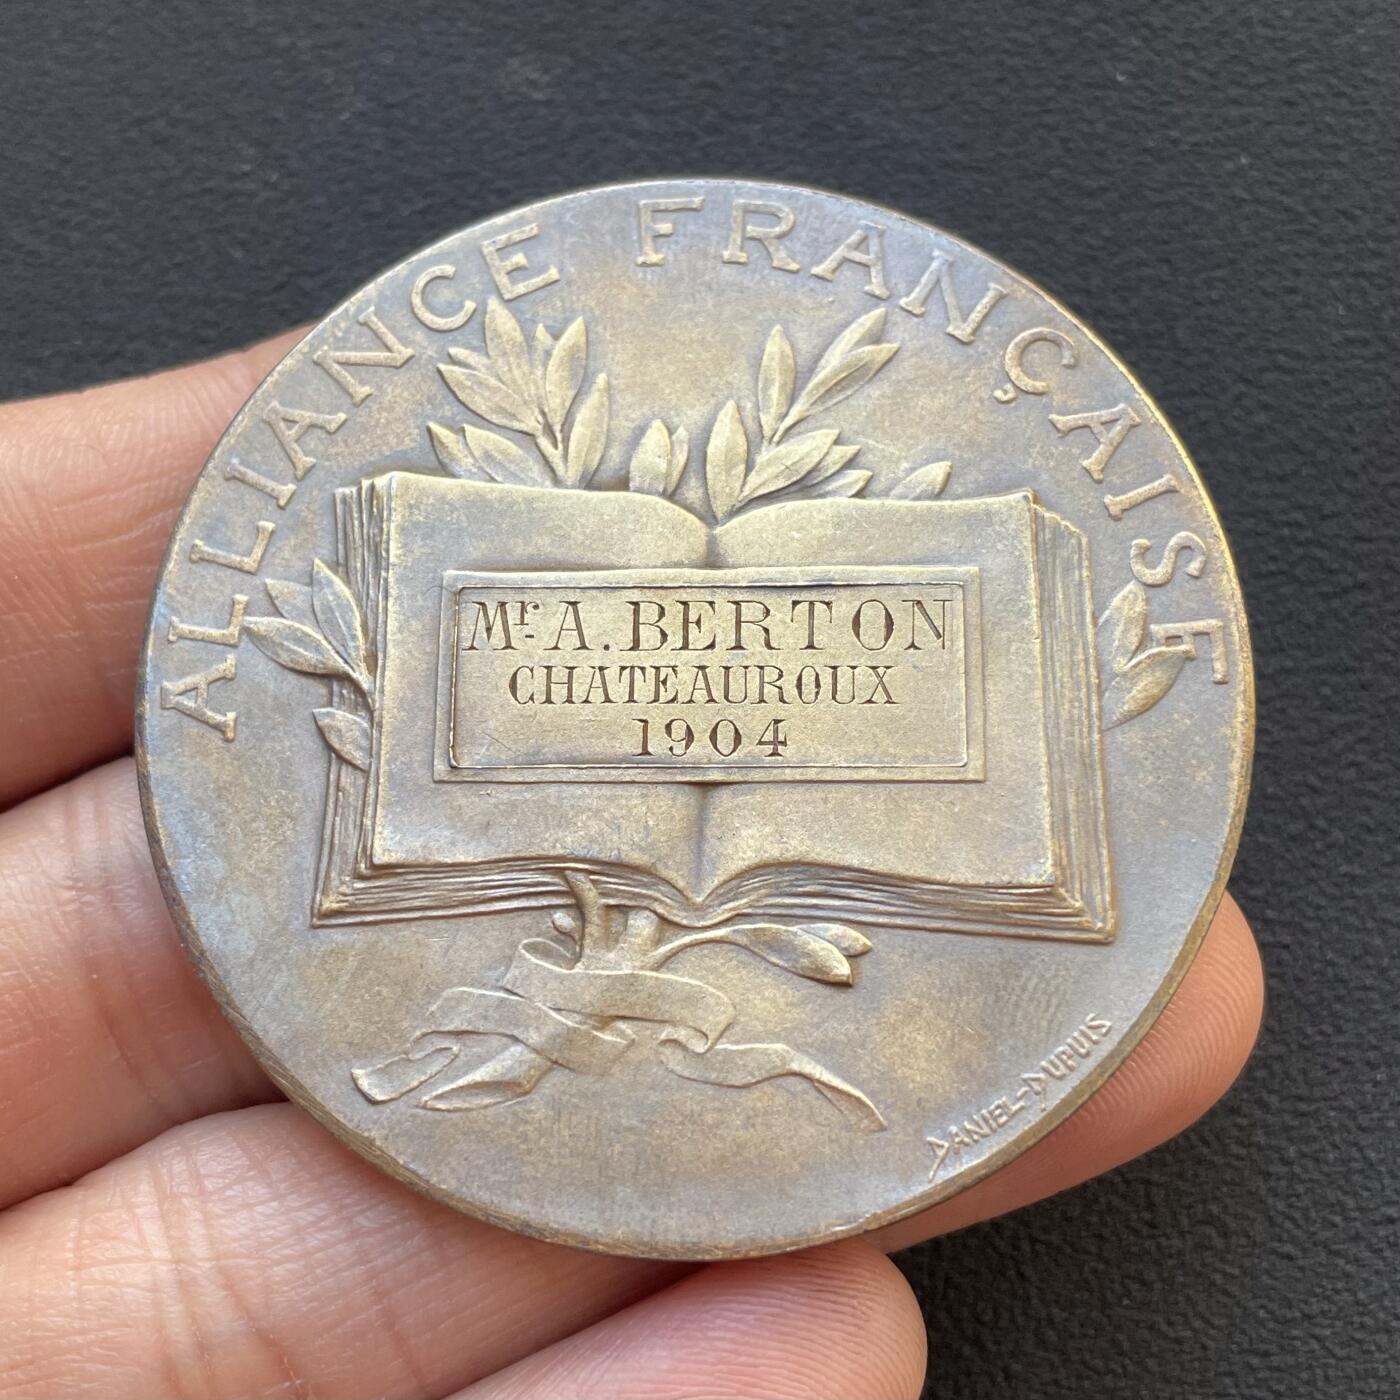 ALLIANCE FRANÇAISE
Mr. A. BERTON
CHATEAUROUX
1904
DANIEL-DUPUIS